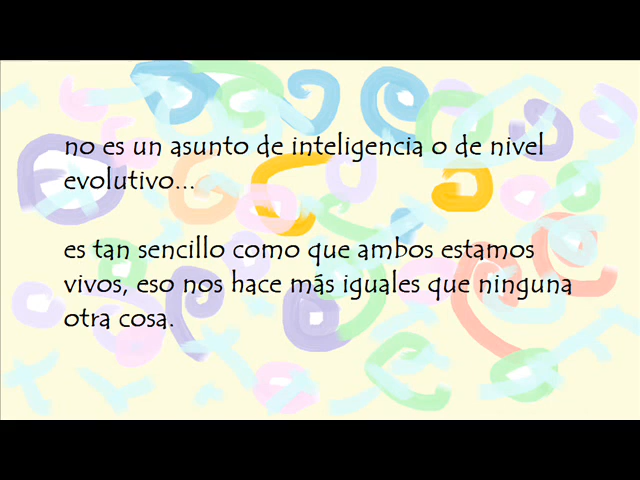 no es un asunto de inteligencia o de nivel
evolutivo...
es tan sencillo como que ambos estamos
vivos, eso nos hace más iguales que ninguna
otra cosa.